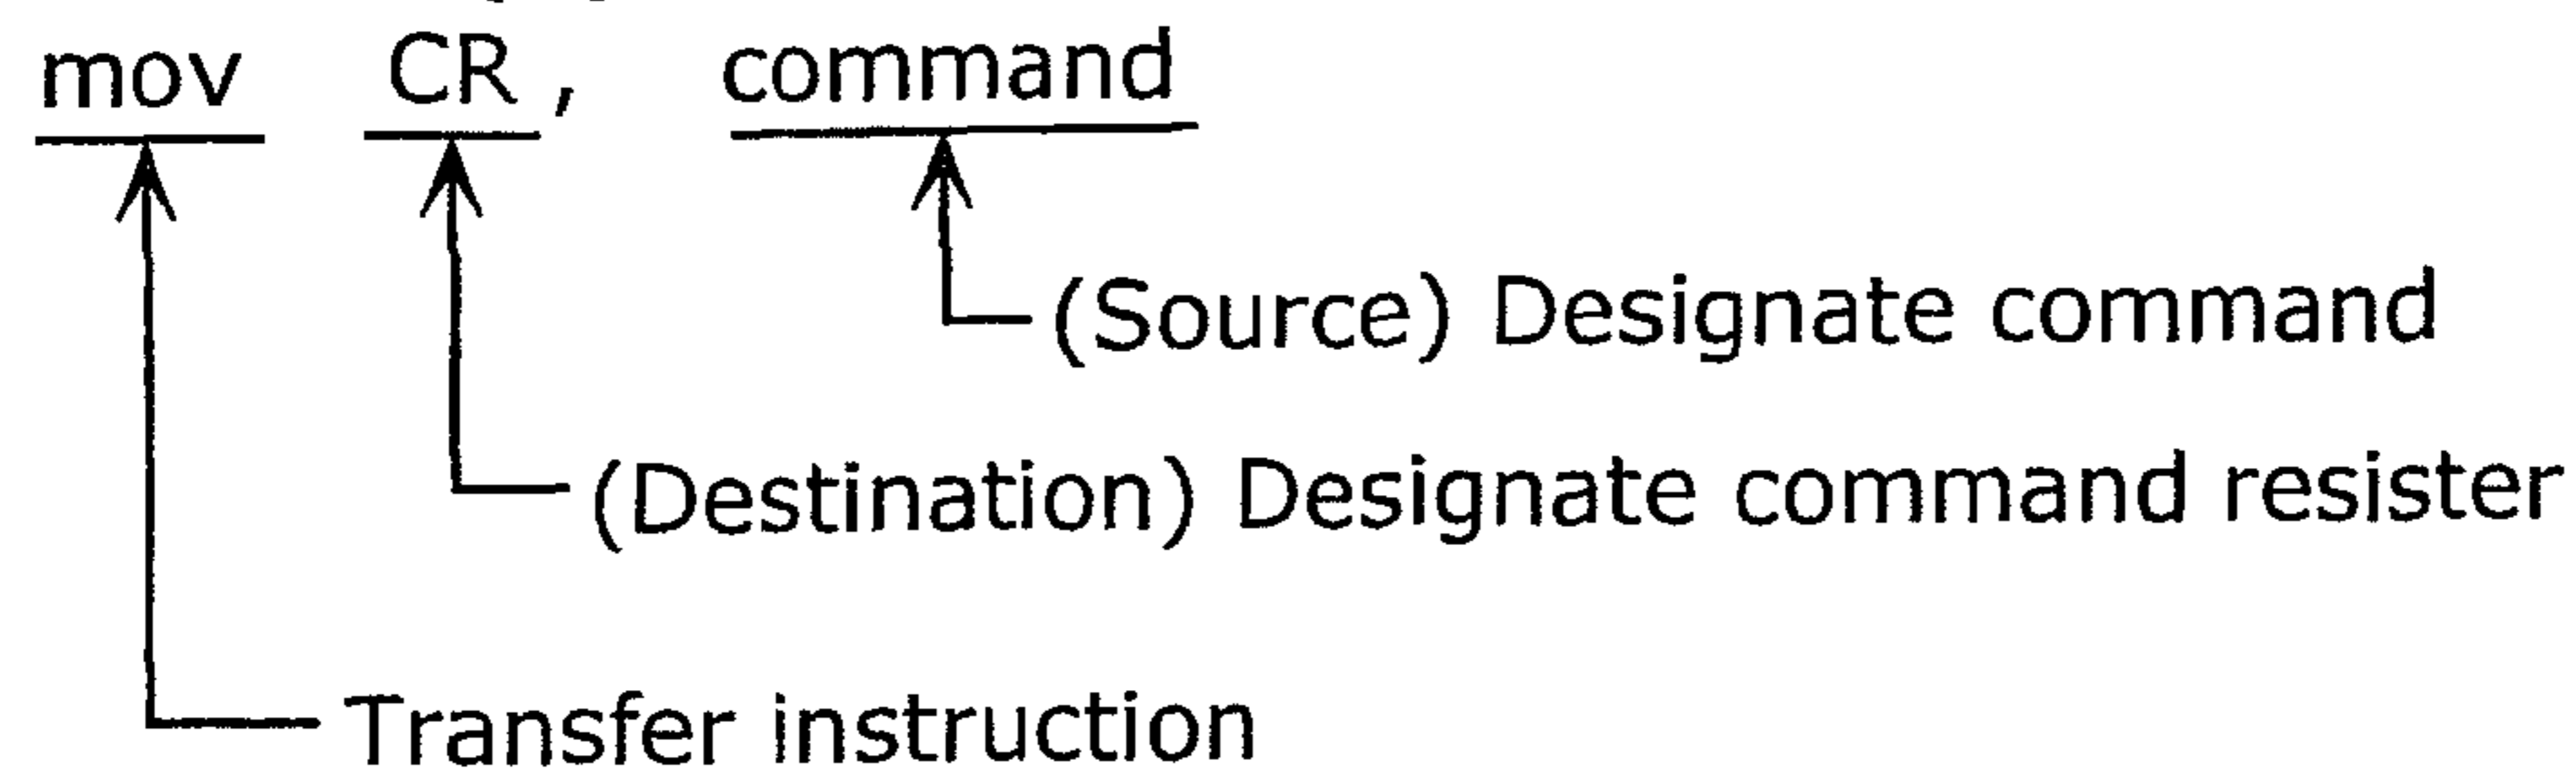 mov CR , command
(Source) Designate command
(Destination) Designate command resister
Transfer instruction